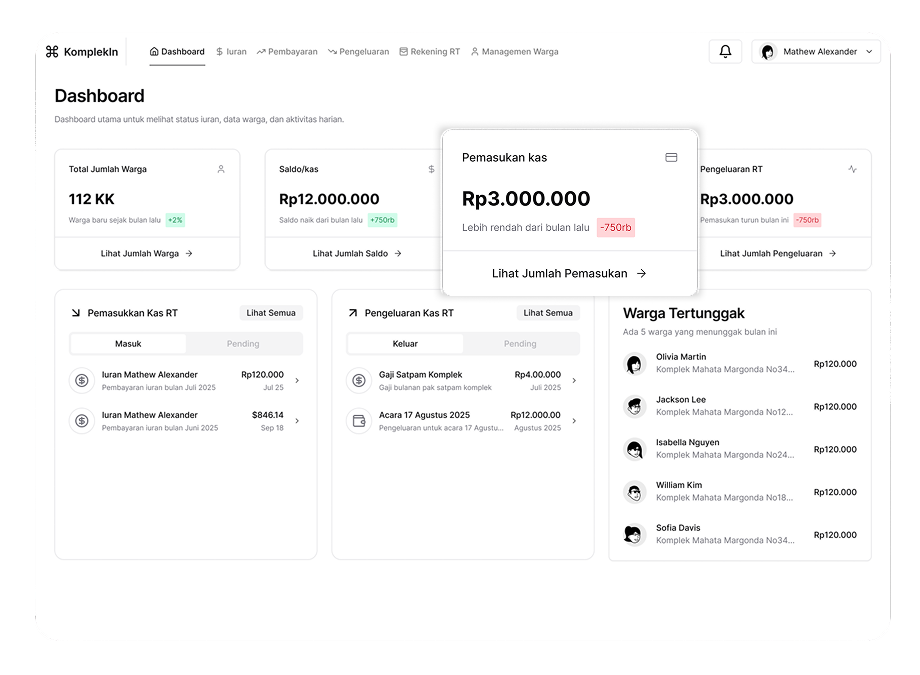 KomplekIn
Dashboard
Iuran
Pembayaran
Pengeluaran
Rekening RT
Managemen Warga
Mathew Alexander
Dashboard
Dashboard utama untuk melihat status iuran, data warga, dan aktivitas harian.
Total Jumlah Warga
112 KK
Warga baru sejak bulan lalu +2%
Lihat Jumlah Warga
Saldo/kas
Rp12.000.000
Saldo naik dari bulan lalu +750rb
Lihat Jumlah Saldo
Pemasukan kas
Rp3.000.000
Lebih rendah dari bulan lalu -750rb
Lihat Jumlah Pemasukan
Pengeluaran RT
Rp3.000.000
Pemasukan turun bulan ini -750rb
Lihat Jumlah Pengeluaran
Pemasukkan Kas RT
Lihat Semua
Masuk
Pending
Iuran Mathew Alexander Rp120.000
Pembayaran iuran bulan Juli 2025 Jul 25
Iuran Mathew Alexander $846.14
Pembayaran iuran bulan Juni 2025 Sep 18
Pengeluaran Kas RT
Lihat Semua
Keluar
Pending
Gaji Satpam Komplek Rp4.00.000
Gaji bulanan pak satpam komplek Juli 2025
Acara 17 Agustus 2025 Rp12.000.00
Pengeluaran untuk acara 17 Agustu... Agustus 2025
Warga Tertunggak
Ada 5 warga yang menunggak bulan ini
Olivia Martin
Komplek Mahata Margonda No34... Rp120.000
Jackson Lee
Komplek Mahata Margonda No12... Rp120.000
Isabella Nguyen
Komplek Mahata Margonda No24... Rp120.000
William Kim
Komplek Mahata Margonda No18... Rp120.000
Sofia Davis
Komplek Mahata Margonda No34... Rp120.000